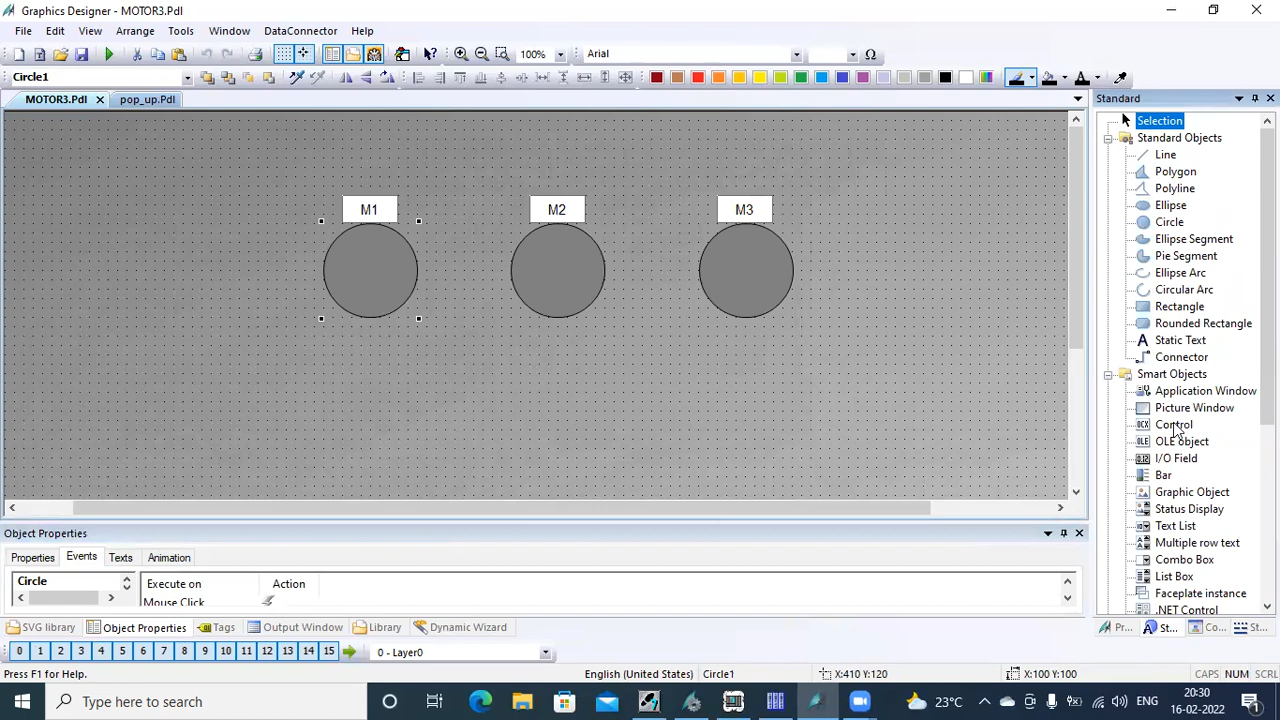 Graphics Designer - MOTOR3.Pdl
File Edit View Arrange Tools Window DataConnector Help
100% Arial Ω
Circle1
MOTOR3.Pdl pop_up.Pdl
M1 M2 M3
Standard
Selection
Standard Objects
Line
Polygon
Polyline
Ellipse
Circle
Ellipse Segment
Pie Segment
Ellipse Arc
Circular Arc
Rectangle
Rounded Rectangle
Static Text
Connector
Smart Objects
Application Window
Picture Window
Control
OLE object
I/O Field
Bar
Graphic Object
Status Display
Text List
Multiple row text
Combo Box
List Box
Faceplate instance
.NET Control
Pr... St... Co... St...
Object Properties
Properties Events Texts Animation
Circle
Execute on Action
Mouse Click
SVG library Object Properties Tags Output Window Library Dynamic Wizard
0 1 2 3 4 5 6 7 8 9 10 11 12 13 14 15 0 - Layer0
Press F1 for Help. English (United States) Circle1 X:410 Y:120 X:100 Y:100 CAPS NUM SCRL
Type here to search 23°C ENG 20:30 16-02-2022